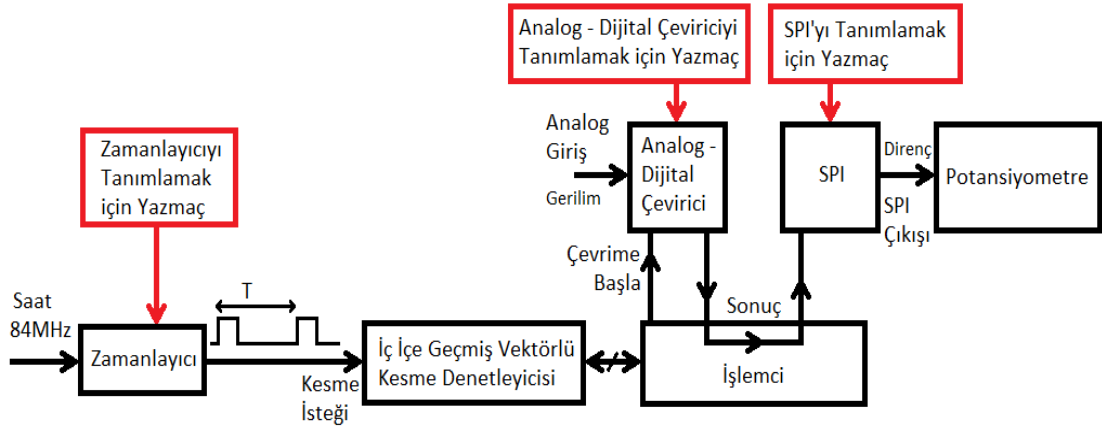 Analog - Dijital Çeviriciyi
Tanımlamak için Yazmaç
SPI'yı Tanımlamak
için Yazmaç
Zamanlayıcıyı
Tanımlamak
için Yazmaç
Analog
Giriş
Gerilim
Analog -
Dijital
Çevirici
SPI
Direnç
SPI
Çıkışı
Potansiyometre
Çevrime
Başla
Sonuç
Saat
84MHz
T
Zamanlayıcı
Kesme
İsteği
İç İçe Geçmiş Vektörlü
Kesme Denetleyicisi
İşlemci